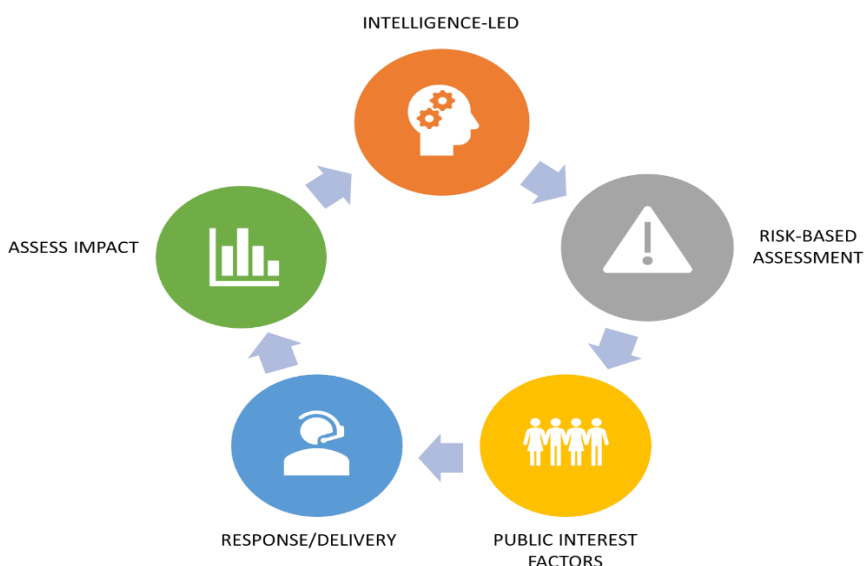 INTELLIGENCE-LED
RISK-BASED
ASSESSMENT
PUBLIC INTEREST
FACTORS
RESPONSE/DELIVERY
ASSESS IMPACT